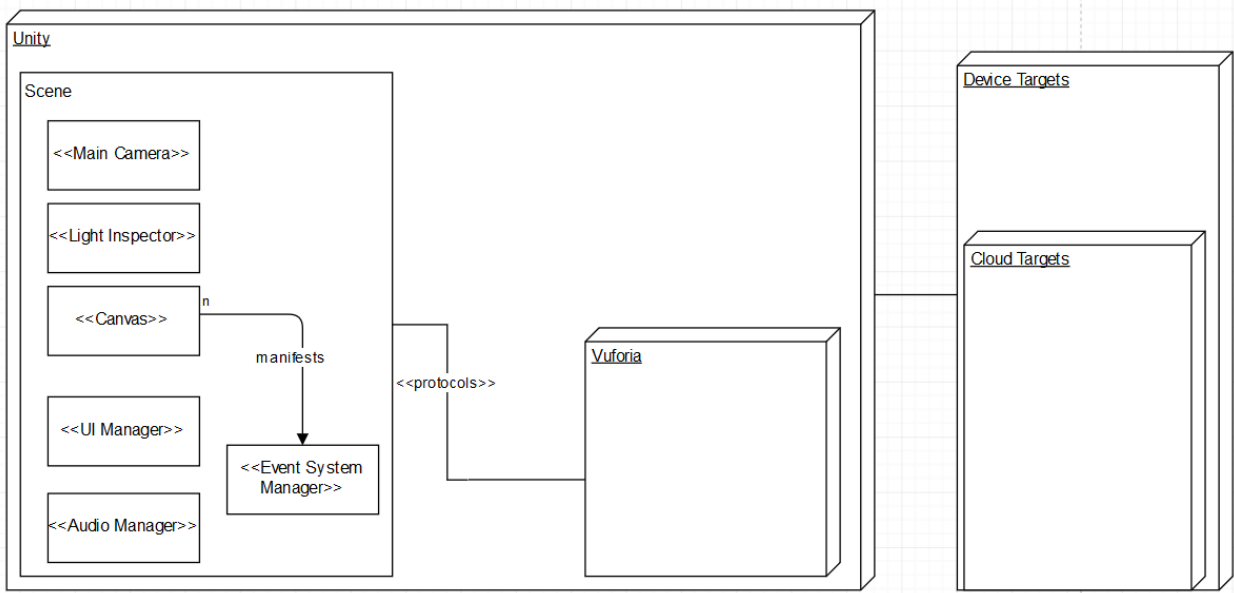 Unity
Scene
<<Main Camera>>
<<Light Inspector>>
<<Canvas>>
n
manifests
<<UI Manager>>
<<Event System
Manager>>
<<Audio Manager>>
<<protocols>>
Vuforia
Device Targets
Cloud Targets